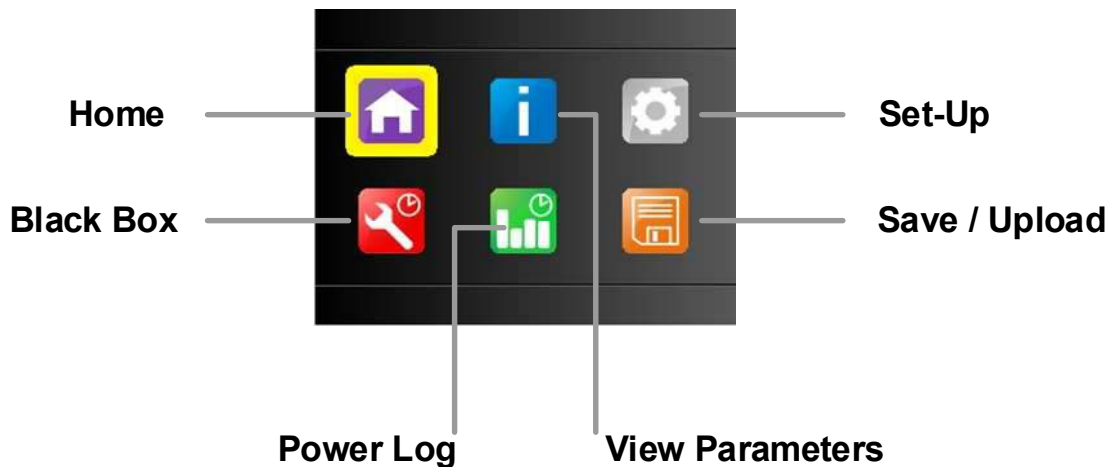 Home
Set-Up
Black Box
Save / Upload
Power Log
View Parameters